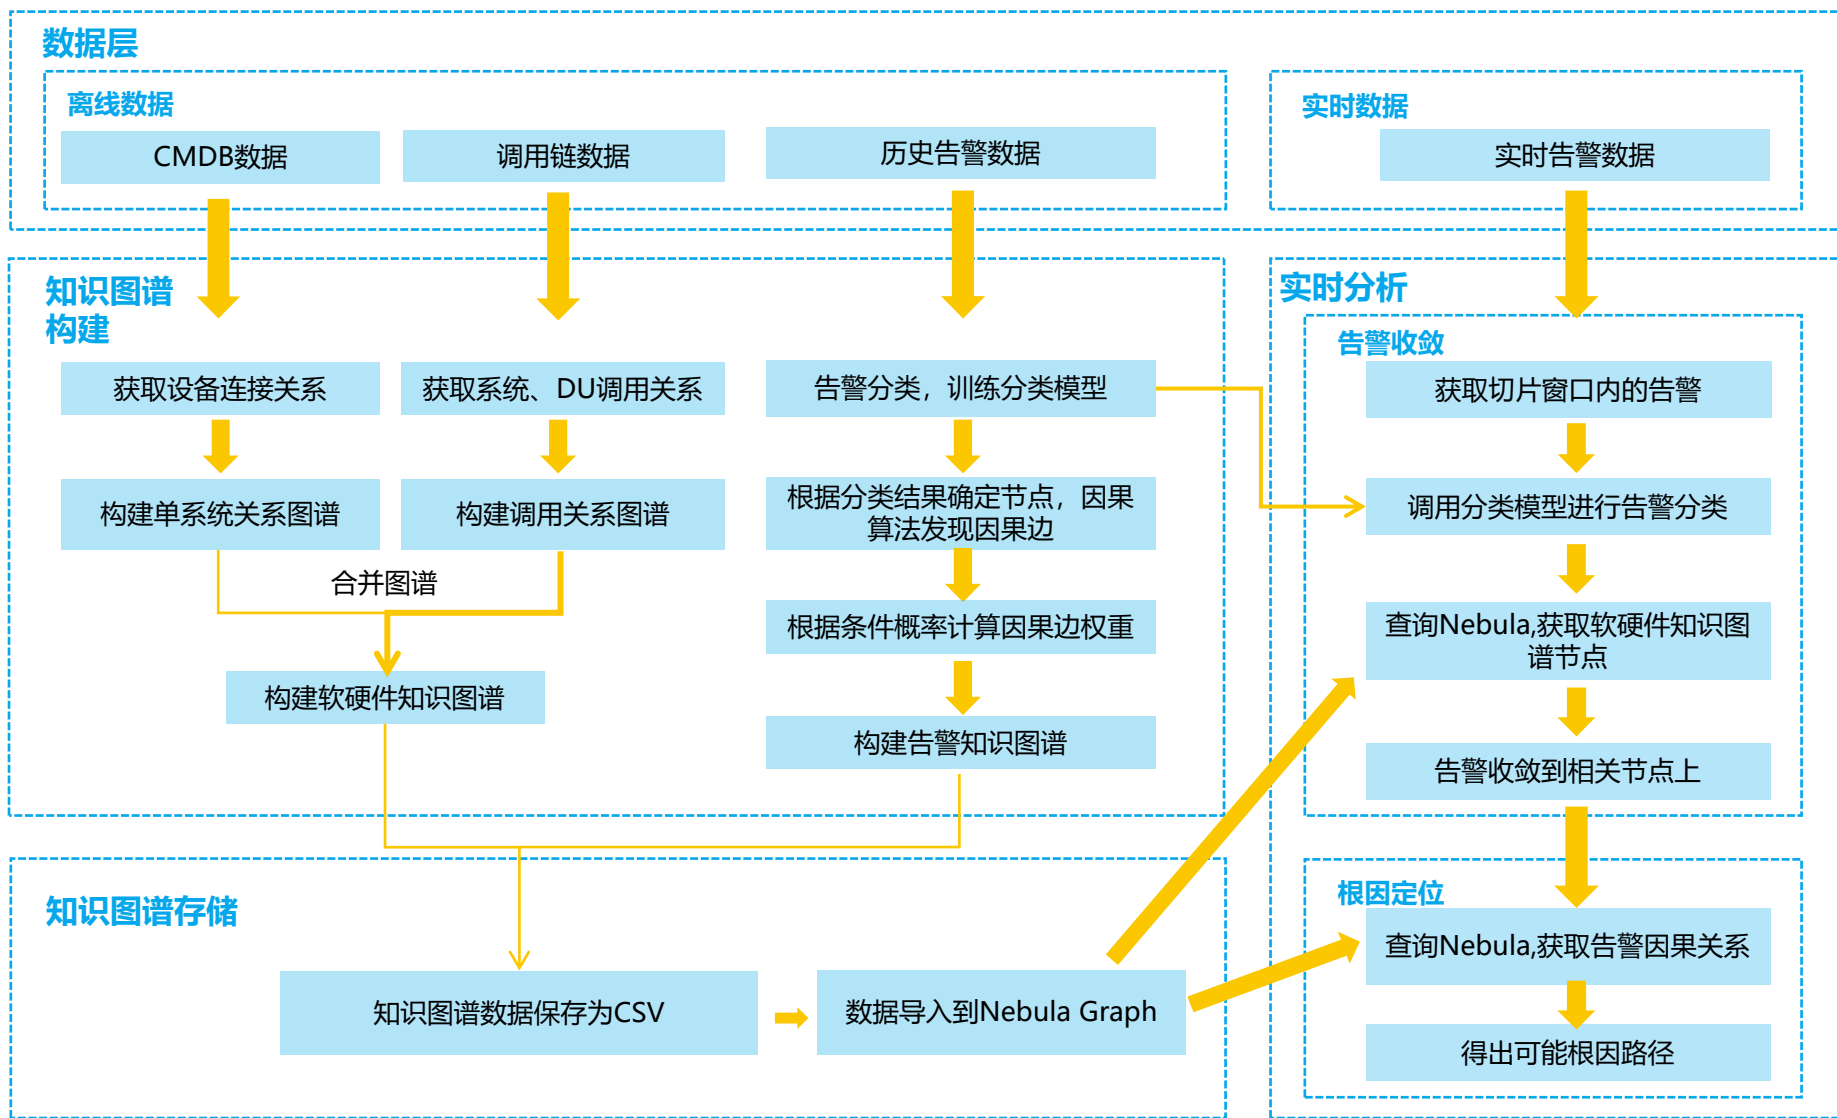 数据层
离线数据
CMDB数据
调用链数据
历史告警数据
实时数据
实时告警数据
知识图谱
构建
获取设备连接关系
获取系统、DU调用关系
告警分类，训练分类模型
构建单系统关系图谱
构建调用关系图谱
根据分类结果确定节点，因果
算法发现因果边
合并图谱
根据条件概率计算因果边权重
构建软硬件知识图谱
构建告警知识图谱
实时分析
告警收敛
获取切片窗口内的告警
调用分类模型进行告警分类
查询Nebula,获取软硬件知识图
谱节点
告警收敛到相关节点上
知识图谱存储
知识图谱数据保存为CSV
数据导入到Nebula Graph
根因定位
查询Nebula,获取告警因果关系
得出可能根因路径